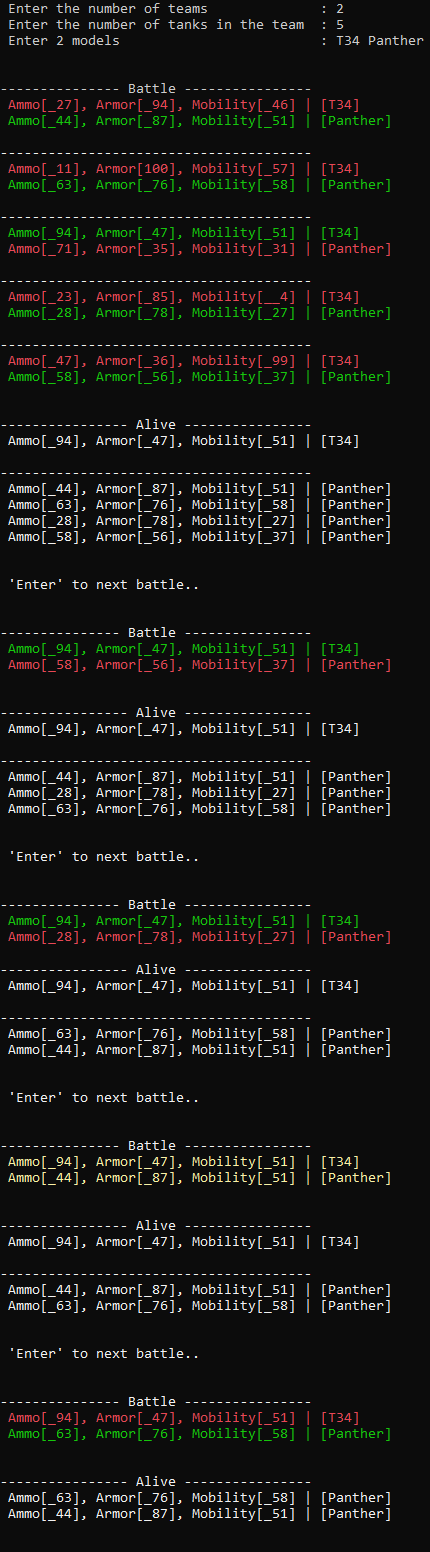 Enter the number of teams : 2
Enter the number of tanks in the team : 5
Enter 2 models : T34 Panther
--------------- Battle ----------------
Ammo[_27], Armor[_94], Mobility[_46] | [T34]
Ammo[_44], Armor[_87], Mobility[_51] | [Panther]
---------------------------------------
Ammo[_11], Armor[100], Mobility[_57] | [T34]
Ammo[_63], Armor[_76], Mobility[_58] | [Panther]
---------------------------------------
Ammo[_94], Armor[_47], Mobility[_51] | [T34]
Ammo[_71], Armor[_35], Mobility[_31] | [Panther]
---------------------------------------
Ammo[_23], Armor[_85], Mobility[__4] | [T34]
Ammo[_28], Armor[_78], Mobility[_27] | [Panther]
---------------------------------------
Ammo[_47], Armor[_36], Mobility[_99] | [T34]
Ammo[_58], Armor[_56], Mobility[_37] | [Panther]
---------------- Alive ----------------
Ammo[_94], Armor[_47], Mobility[_51] | [T34]
---------------------------------------
Ammo[_44], Armor[_87], Mobility[_51] | [Panther]
Ammo[_63], Armor[_76], Mobility[_58] | [Panther]
Ammo[_28], Armor[_78], Mobility[_27] | [Panther]
Ammo[_58], Armor[_56], Mobility[_37] | [Panther]
'Enter' to next battle..
--------------- Battle ----------------
Ammo[_94], Armor[_47], Mobility[_51] | [T34]
Ammo[_58], Armor[_56], Mobility[_37] | [Panther]
---------------- Alive ----------------
Ammo[_94], Armor[_47], Mobility[_51] | [T34]
---------------------------------------
Ammo[_44], Armor[_87], Mobility[_51] | [Panther]
Ammo[_28], Armor[_78], Mobility[_27] | [Panther]
Ammo[_63], Armor[_76], Mobility[_58] | [Panther]
'Enter' to next battle..
--------------- Battle ----------------
Ammo[_94], Armor[_47], Mobility[_51] | [T34]
Ammo[_28], Armor[_78], Mobility[_27] | [Panther]
---------------- Alive ----------------
Ammo[_94], Armor[_47], Mobility[_51] | [T34]
---------------------------------------
Ammo[_63], Armor[_76], Mobility[_58] | [Panther]
Ammo[_44], Armor[_87], Mobility[_51] | [Panther]
'Enter' to next battle..
--------------- Battle ----------------
Ammo[_94], Armor[_47], Mobility[_51] | [T34]
Ammo[_44], Armor[_87], Mobility[_51] | [Panther]
---------------- Alive ----------------
Ammo[_94], Armor[_47], Mobility[_51] | [T34]
---------------------------------------
Ammo[_44], Armor[_87], Mobility[_51] | [Panther]
Ammo[_63], Armor[_76], Mobility[_58] | [Panther]
'Enter' to next battle..
--------------- Battle ----------------
Ammo[_94], Armor[_47], Mobility[_51] | [T34]
Ammo[_63], Armor[_76], Mobility[_58] | [Panther]
---------------- Alive ----------------
Ammo[_63], Armor[_76], Mobility[_58] | [Panther]
Ammo[_44], Armor[_87], Mobility[_51] | [Panther]